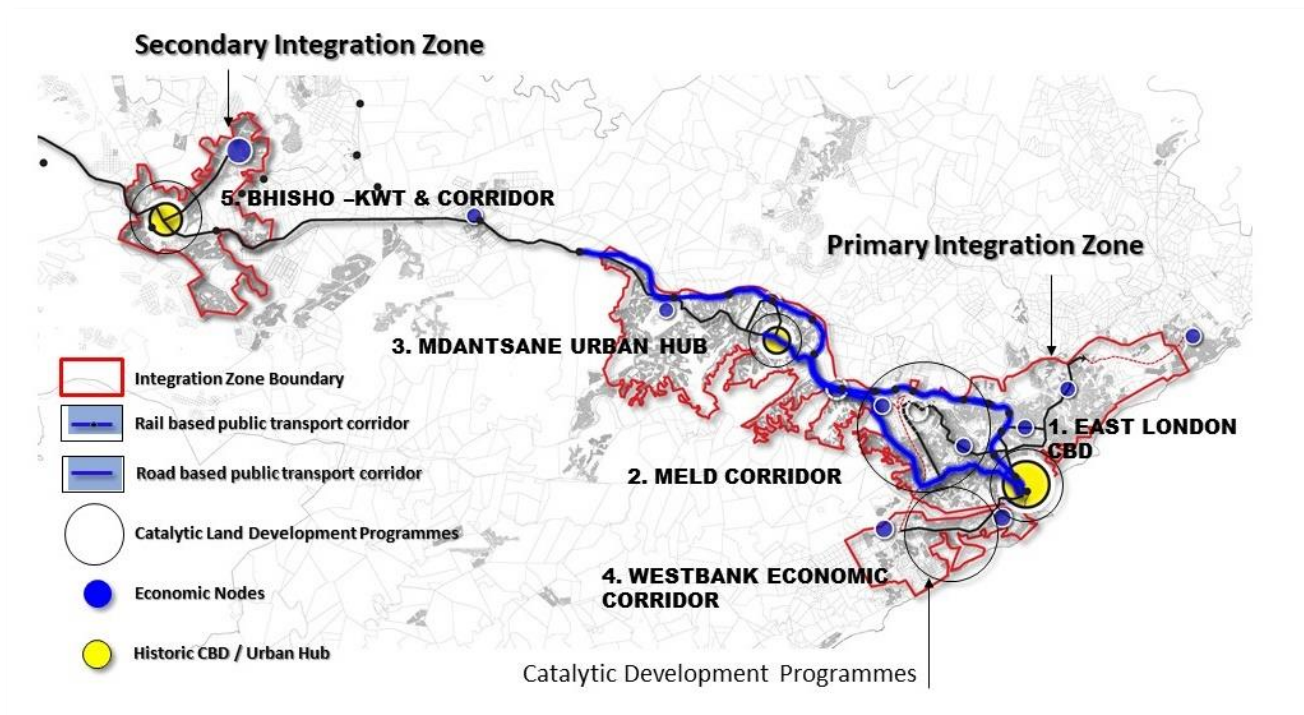 Secondary Integration Zone
5. BHISHO –KWT & CORRIDOR
Primary Integration Zone
3. MDANTSANE URBAN HUB
1. EAST LONDON
CBD
2. MELD CORRIDOR
4. WESTBANK ECONOMIC
CORRIDOR
Integration Zone Boundary
Rail based public transport corridor
Road based public transport corridor
Catalytic Land Development Programmes
Economic Nodes
Historic CBD / Urban Hub
Catalytic Development Programmes